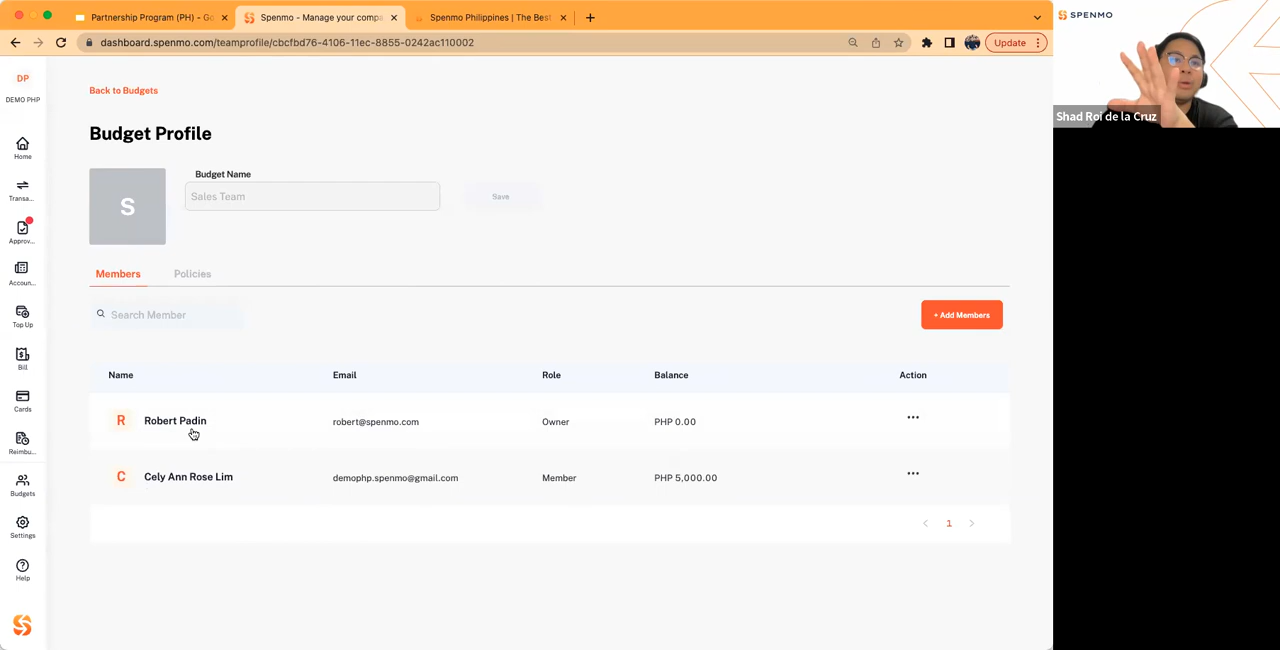 Partnership Program (PH) - Go
Spenmo - Manage your compa
Spenmo Philippines | The Bes
dashboard.spenmo.com/teamprofile/cbcfbd76-4106-11ec-8855-0242ac110002
Update
SPENMO
Shad Roi de la Cruz
DP
DEMO PHP
Home
Transa...
Approv...
Accoun...
Top Up
Bill
Cards
Reimbu...
Budgets
Settings
Help
Back to Budgets
Budget Profile
S
Budget Name
Sales Team
Save
Members
Policies
Search Member
+ Add Members
Name Email Role Balance Action
R Robert Padin robert@spenmo.com Owner PHP 0.00
C Cely Ann Rose Lim demophp.spenmo@gmail.com Member PHP 5,000.00
1